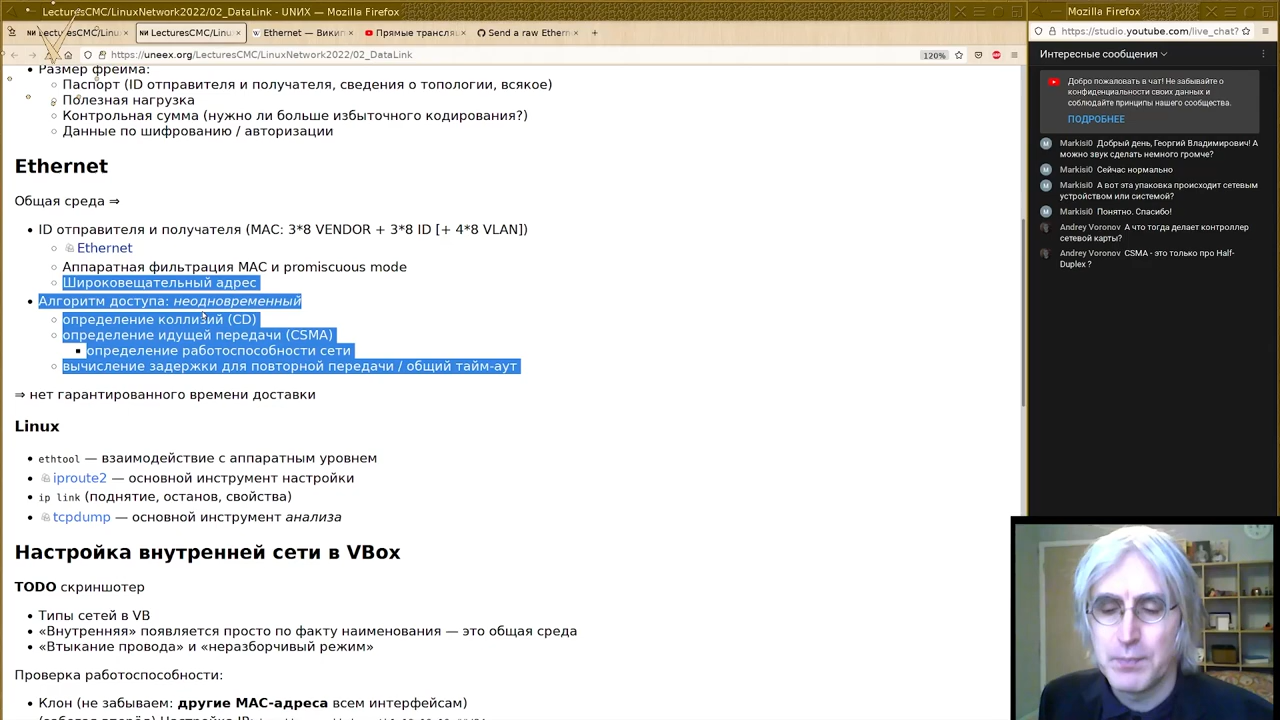 LecturesCMC/LinuxNetwork2022/02_DataLink - UNИX — Mozilla Firefox
LecturesCMC/Linu
LecturesCMC/Linu
Ethernet — Викип
Прямые трансляц
Send a raw Ethern
https://uneex.org/LecturesCMC/LinuxNetwork2022/02_DataLink
120%
Размер фрейма:
Паспорт (ID отправителя и получателя, сведения о топологии, всякое)
Полезная нагрузка
Контрольная сумма (нужно ли больше избыточного кодирования?)
Данные по шифрованию / авторизации
Ethernet
Общая среда ⇒
ID отправителя и получателя (MAC: 3*8 VENDOR + 3*8 ID [+ 4*8 VLAN])
Ethernet
Аппаратная фильтрация MAC и promiscuous mode
Широковещательный адрес
Алгоритм доступа: неодновременный
определение коллизий (CD)
определение идущей передачи (CSMA)
определение работоспособности сети
вычисление задержки для повторной передачи / общий тайм-аут
⇒ нет гарантированного времени доставки
Linux
ethtool — взаимодействие с аппаратным уровнем
iproute2 — основной инструмент настройки
ip link (поднятие, останов, свойства)
tcpdump — основной инструмент анализа
Настройка внутренней сети в VBox
TODO скриншотер
Типы сетей в VB
«Внутренняя» появляется просто по факту наименования — это общая среда
«Втыкание провода» и «неразборчивый режим»
Проверка работоспособности:
Клон (не забываем: другие MAC-адреса всем интерфейсам)
Mozilla Firefox
https://studio.youtube.com/live_chat?
Интересные сообщения
Добро пожаловать в чат! Не забывайте о
конфиденциальности своих данных и
соблюдайте принципы нашего сообщества.
ПОДРОБНЕЕ
Markisi0 Добрый день, Георгий Владимирович! А
можно звук сделать немного громче?
Markisi0 Сейчас нормально
Markisi0 А вот эта упаковка происходит сетевым
устройством или системой?
Markisi0 Понятно. Спасибо!
Andrey Voronov А что тогда делает контроллер
сетевой карты?
Andrey Voronov CSMA - это только про Half-
Duplex ?